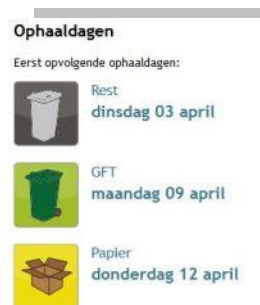 Ophaaldagen
Eerst opvolgende ophaaldagen:
Rest
dinsdag 03 april
GFT
maandag 09 april
Papier
donderdag 12 april